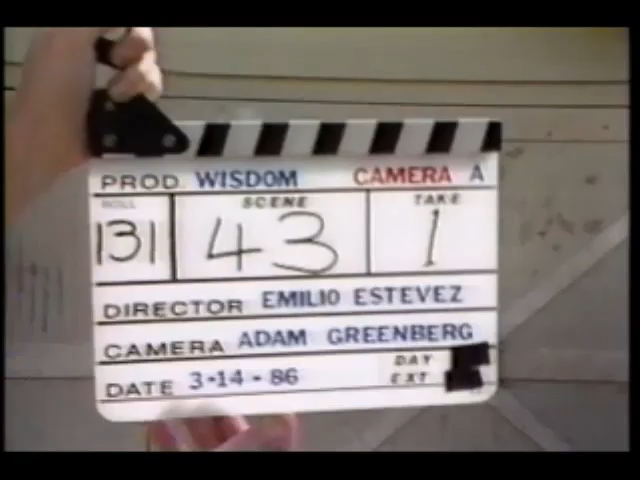 PROD. WISDOM CAMERA A
ROLL SCENE TAKE
131 43 1
DIRECTOR EMILIO ESTEVEZ
CAMERA ADAM GREENBERG
DAY
DATE 3-14-86 EXT